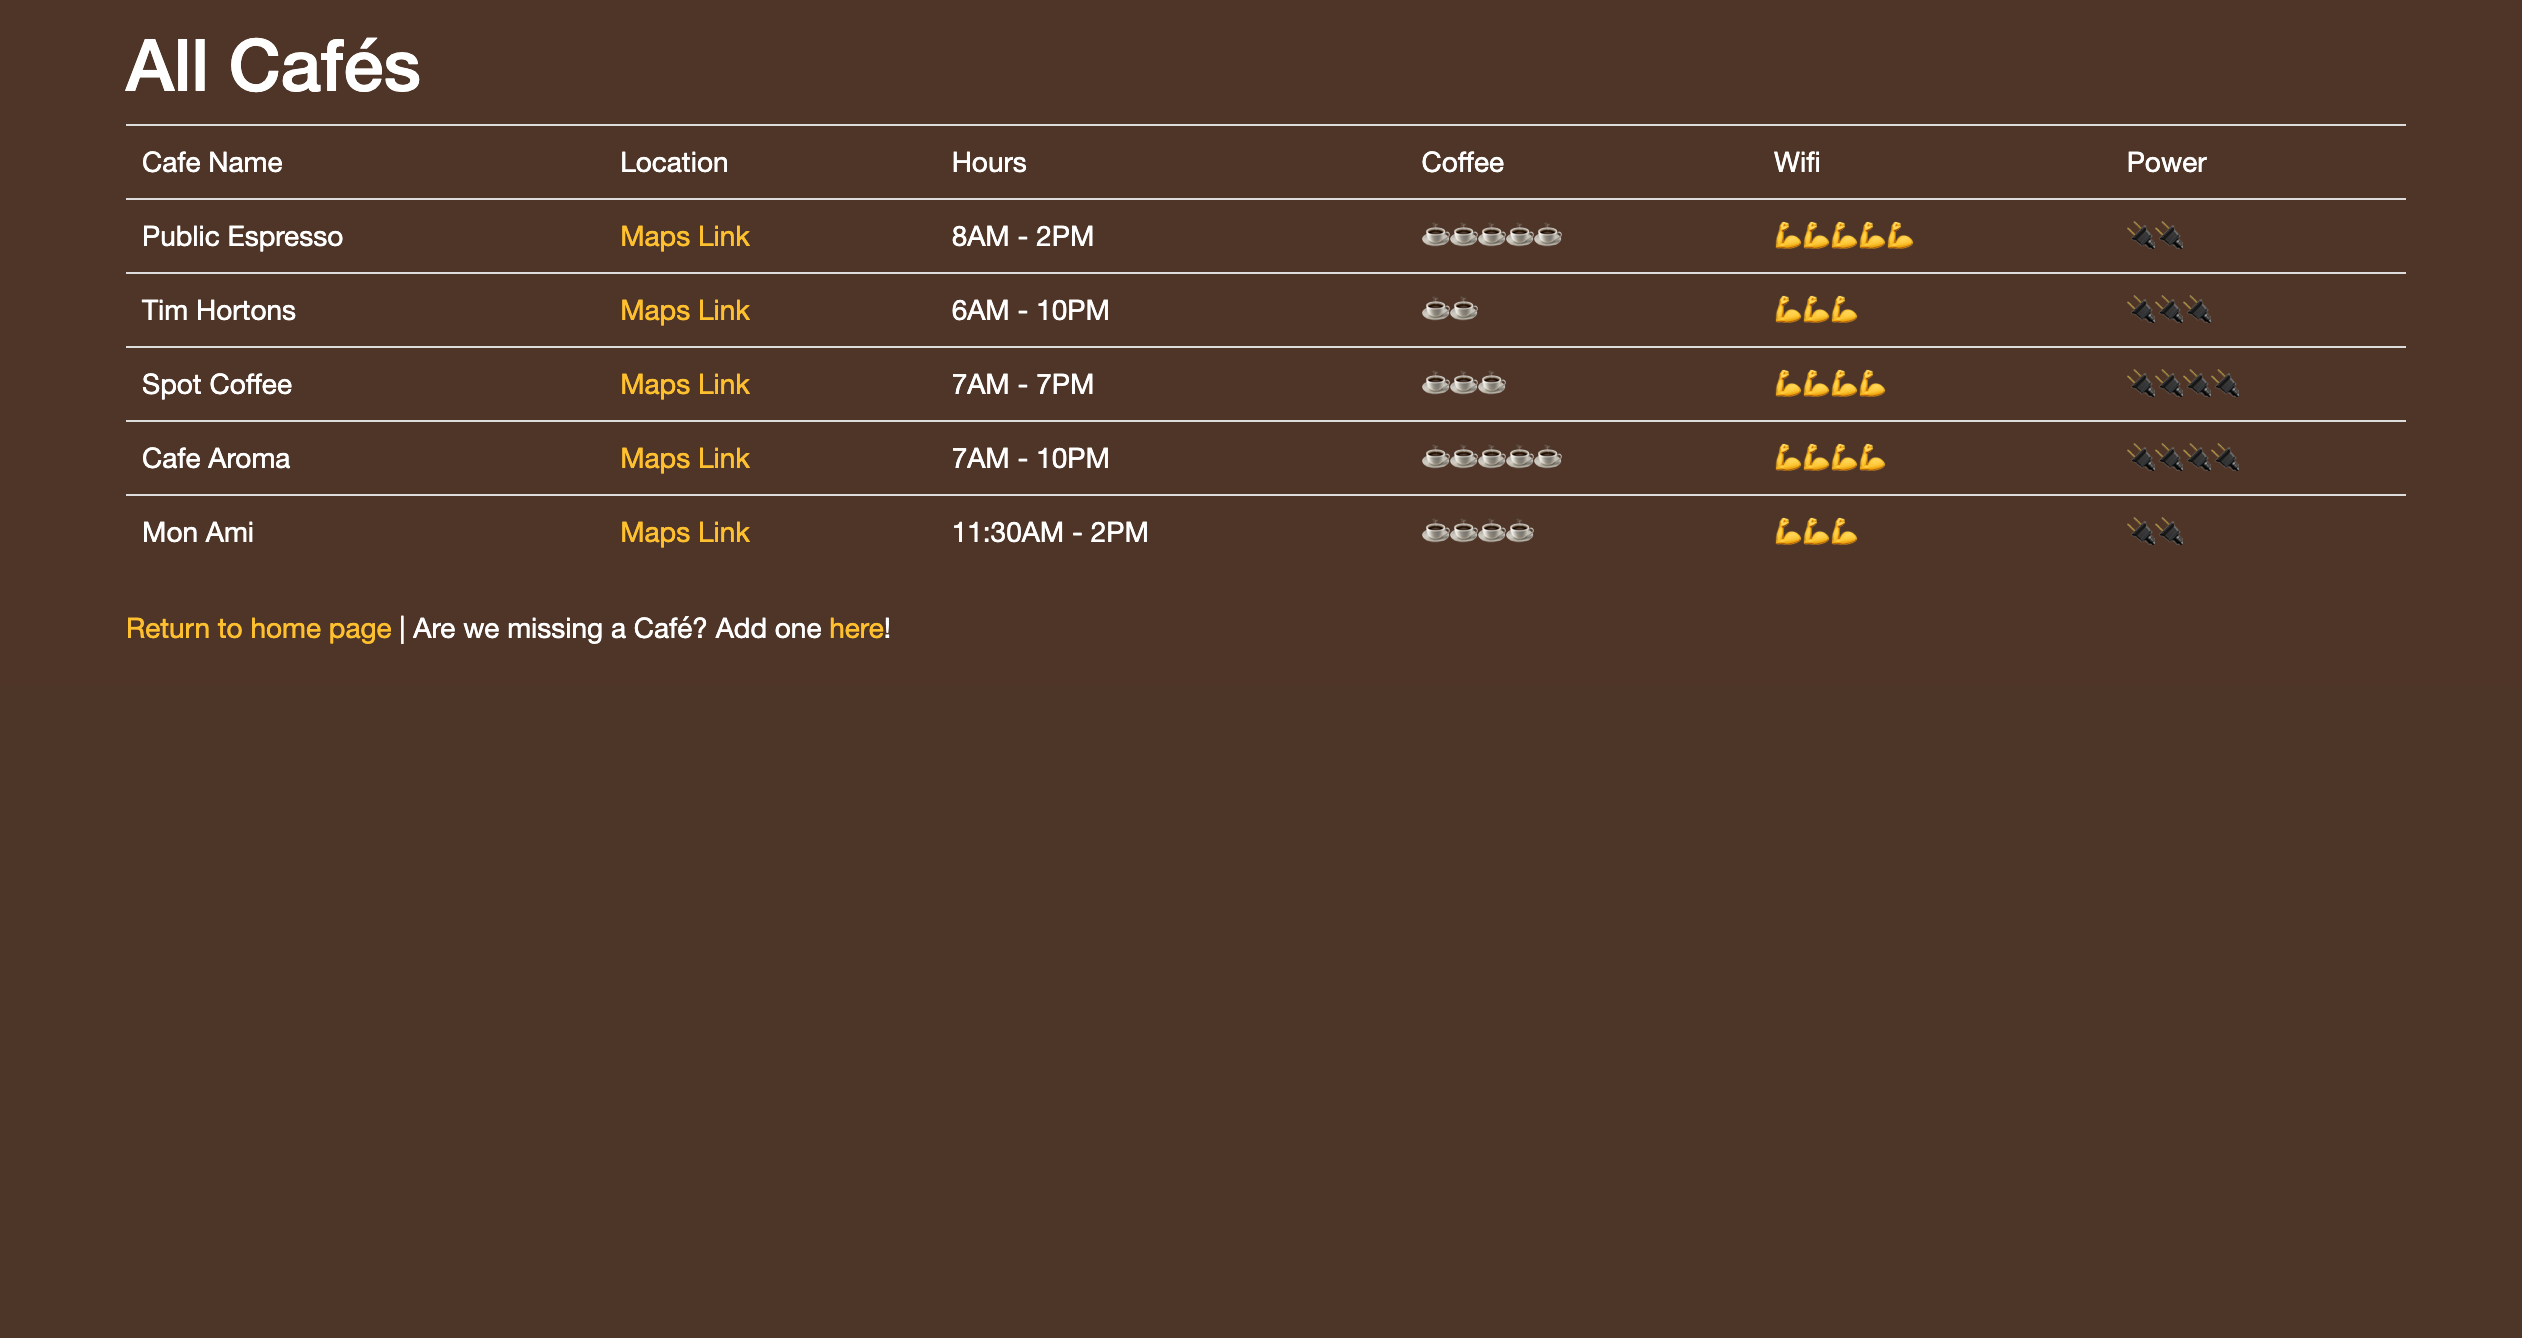 All Cafés
Cafe Name Location Hours Coffee Wifi Power
Public Espresso Maps Link 8AM - 2PM ☕☕☕☕☕ 💪💪💪💪💪 🔌🔌
Tim Hortons Maps Link 6AM - 10PM ☕☕ 💪💪💪 🔌🔌🔌
Spot Coffee Maps Link 7AM - 7PM ☕☕☕ 💪💪💪💪 🔌🔌🔌🔌
Cafe Aroma Maps Link 7AM - 10PM ☕☕☕☕☕ 💪💪💪💪 🔌🔌🔌🔌
Mon Ami Maps Link 11:30AM - 2PM ☕☕☕☕ 💪💪💪 🔌🔌
Return to home page | Are we missing a Café? Add one here!